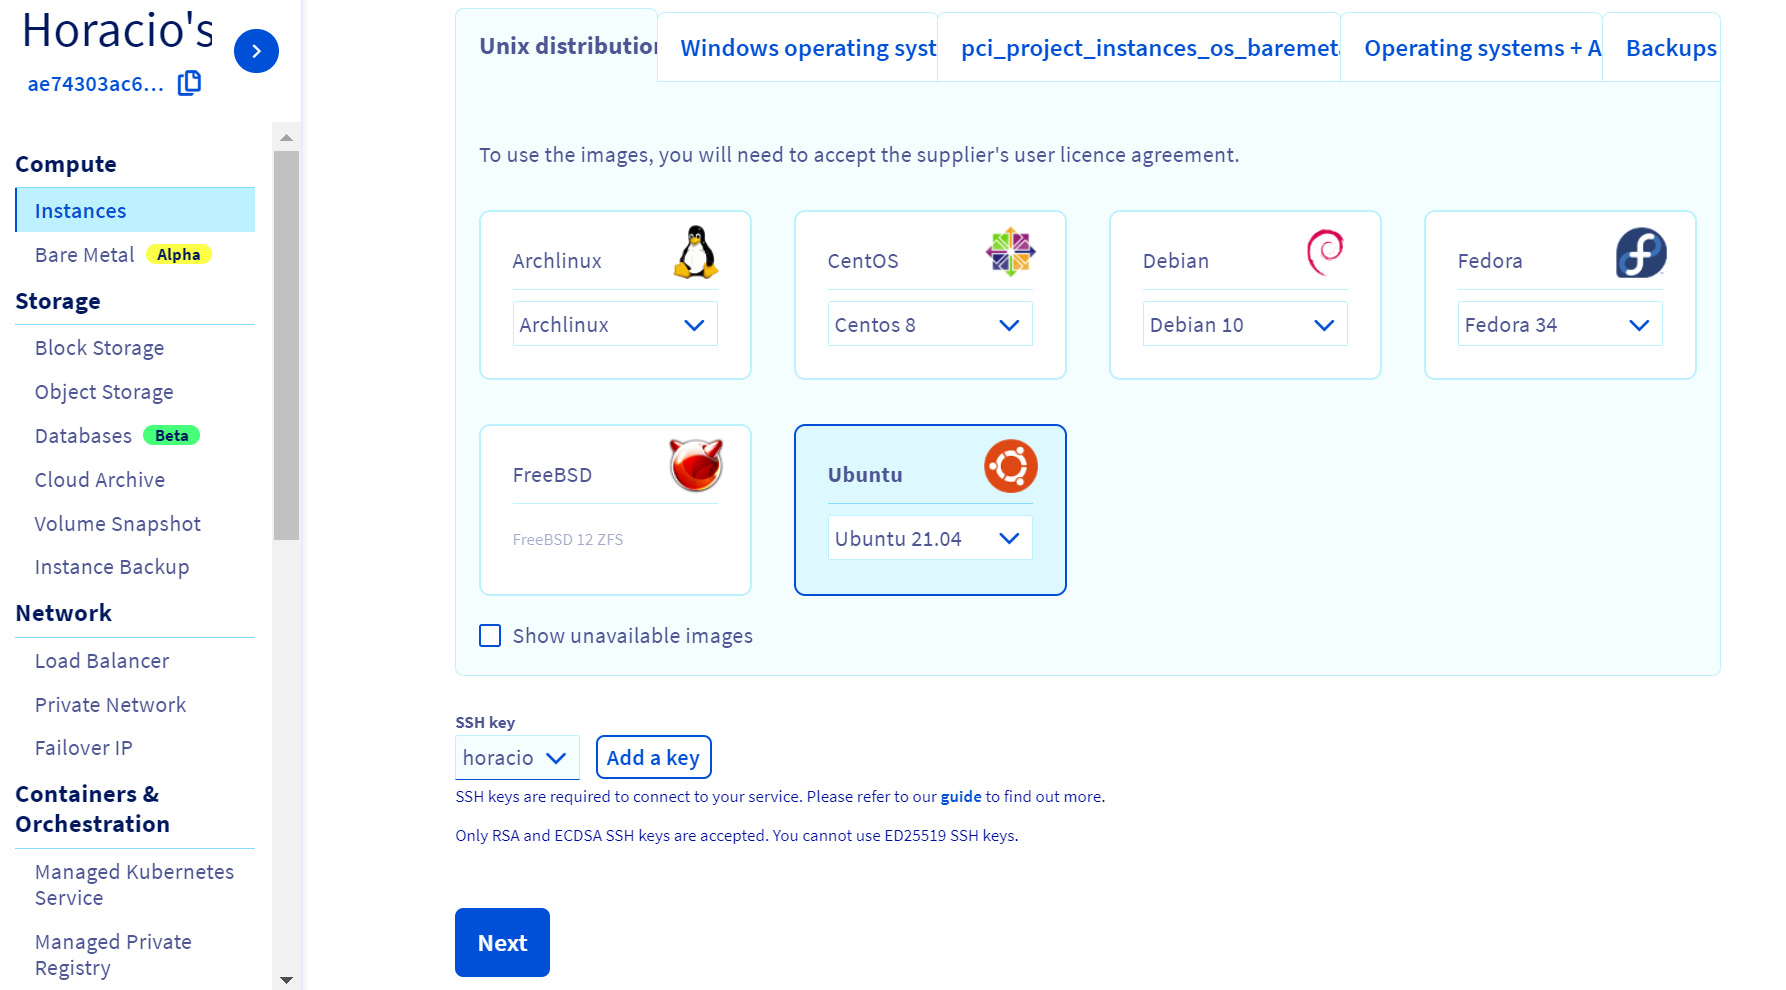 Horacio's
ae74303ac6...
Compute
Instances
Bare Metal Alpha
Storage
Block Storage
Object Storage
Databases Beta
Cloud Archive
Volume Snapshot
Instance Backup
Network
Load Balancer
Private Network
Failover IP
Containers &
Orchestration
Managed Kubernetes
Service
Managed Private
Registry
Unix distribution Windows operating syst pci_project_instances_os_baremeta Operating systems + A Backups
To use the images, you will need to accept the supplier's user licence agreement.
Archlinux CentOS Debian Fedora
Archlinux Centos 8 Debian 10 Fedora 34
FreeBSD Ubuntu
FreeBSD 12 ZFS Ubuntu 21.04
Show unavailable images
SSH key
horacio Add a key
SSH keys are required to connect to your service. Please refer to our guide to find out more.
Only RSA and ECDSA SSH keys are accepted. You cannot use ED25519 SSH keys.
Next